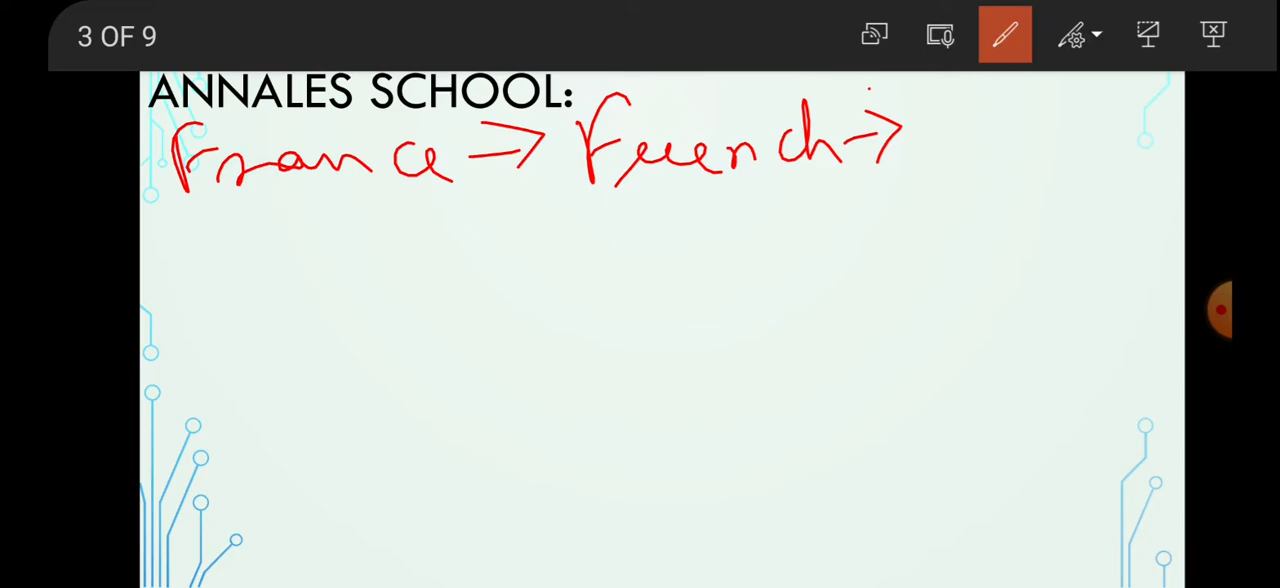 3 OF 9
ANNALES SCHOOL:
France → French →